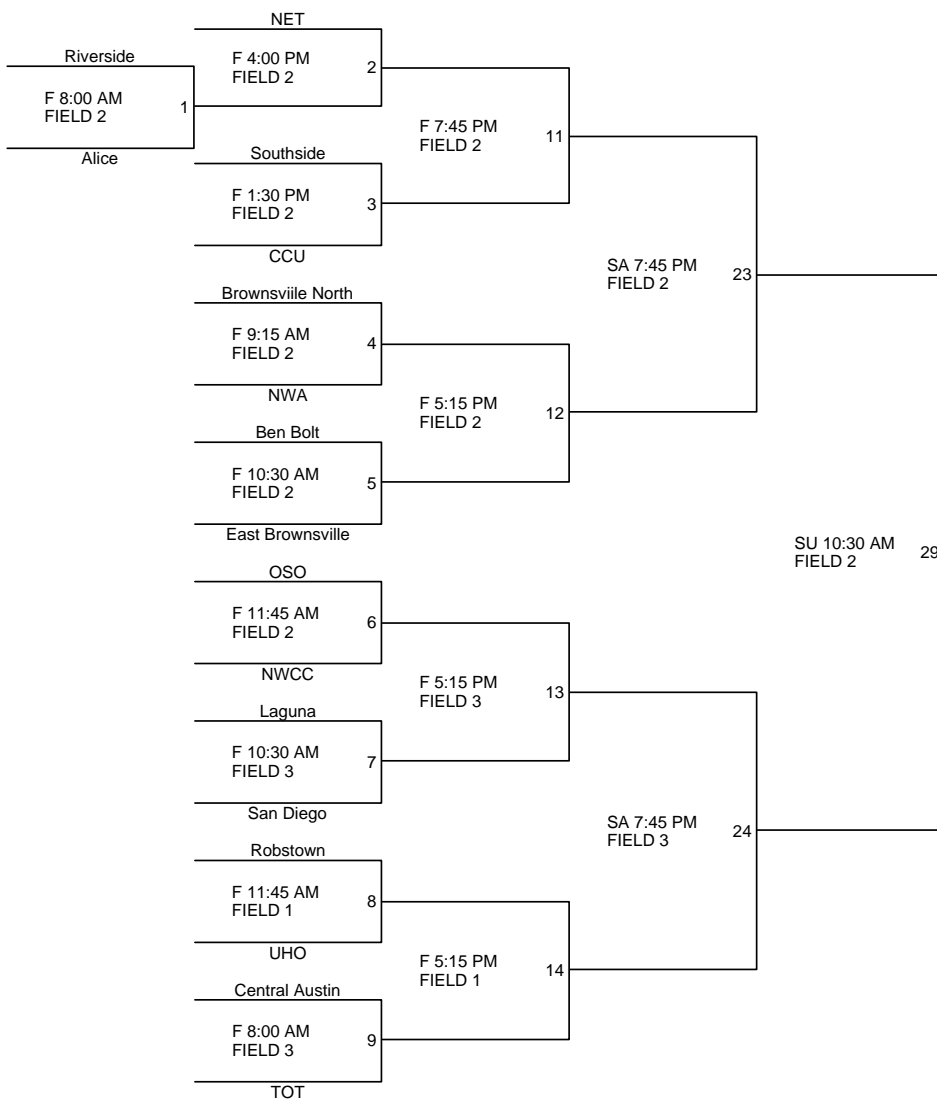 NET
F 4:00 PM
FIELD 2
2
Riverside
F 8:00 AM
FIELD 2
1
Alice
F 7:45 PM
FIELD 2
11
Southside
F 1:30 PM
FIELD 2
3
CCU
SA 7:45 PM
FIELD 2
23
Brownsviile North
F 9:15 AM
FIELD 2
4
NWA
F 5:15 PM
FIELD 2
12
Ben Bolt
F 10:30 AM
FIELD 2
5
East Brownsville
SU 10:30 AM
FIELD 2
29
OSO
F 11:45 AM
FIELD 2
6
NWCC
F 5:15 PM
FIELD 3
13
Laguna
F 10:30 AM
FIELD 3
7
San Diego
SA 7:45 PM
FIELD 3
24
Robstown
F 11:45 AM
FIELD 1
8
UHO
F 5:15 PM
FIELD 1
14
Central Austin
F 8:00 AM
FIELD 3
9
TOT